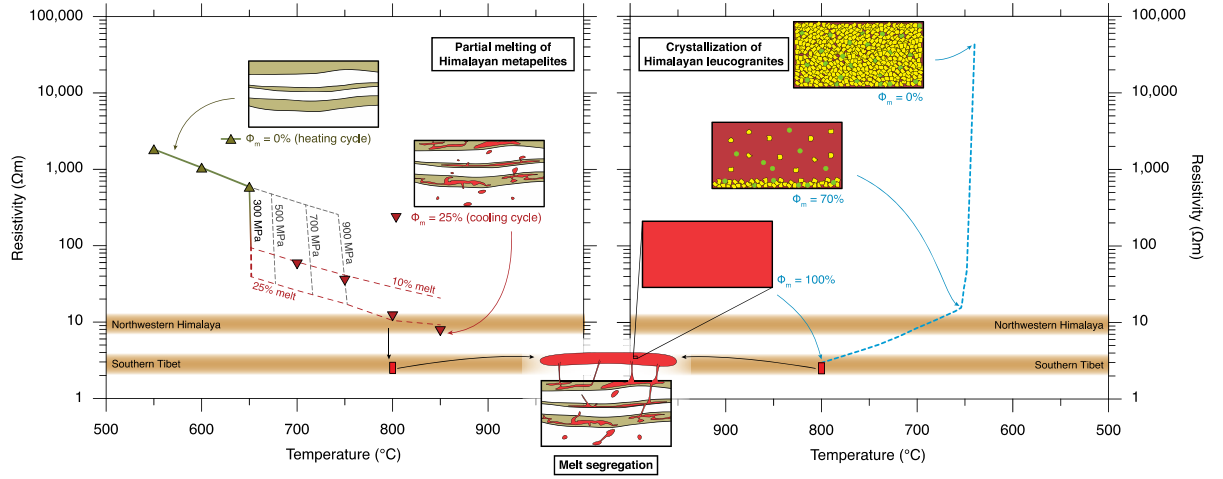 100,000
10,000
1,000
100
10
1
Resistivity (Ωm)
Partial melting of
Himalayan metapelites
Φm = 0% (heating cycle)
Φm = 25% (cooling cycle)
300 MPa
500 MPa
700 MPa
900 MPa
10% melt
25% melt
Northwestern Himalaya
Southern Tibet
500
600
700
800
900
Temperature (°C)
Melt segregation
Crystallization of
Himalayan leucogranites
Φm = 0%
Φm = 70%
Φm = 100%
Northwestern Himalaya
Southern Tibet
900
800
700
600
500
Temperature (°C)
100,000
10,000
1,000
100
10
1
Resistivity (Ωm)